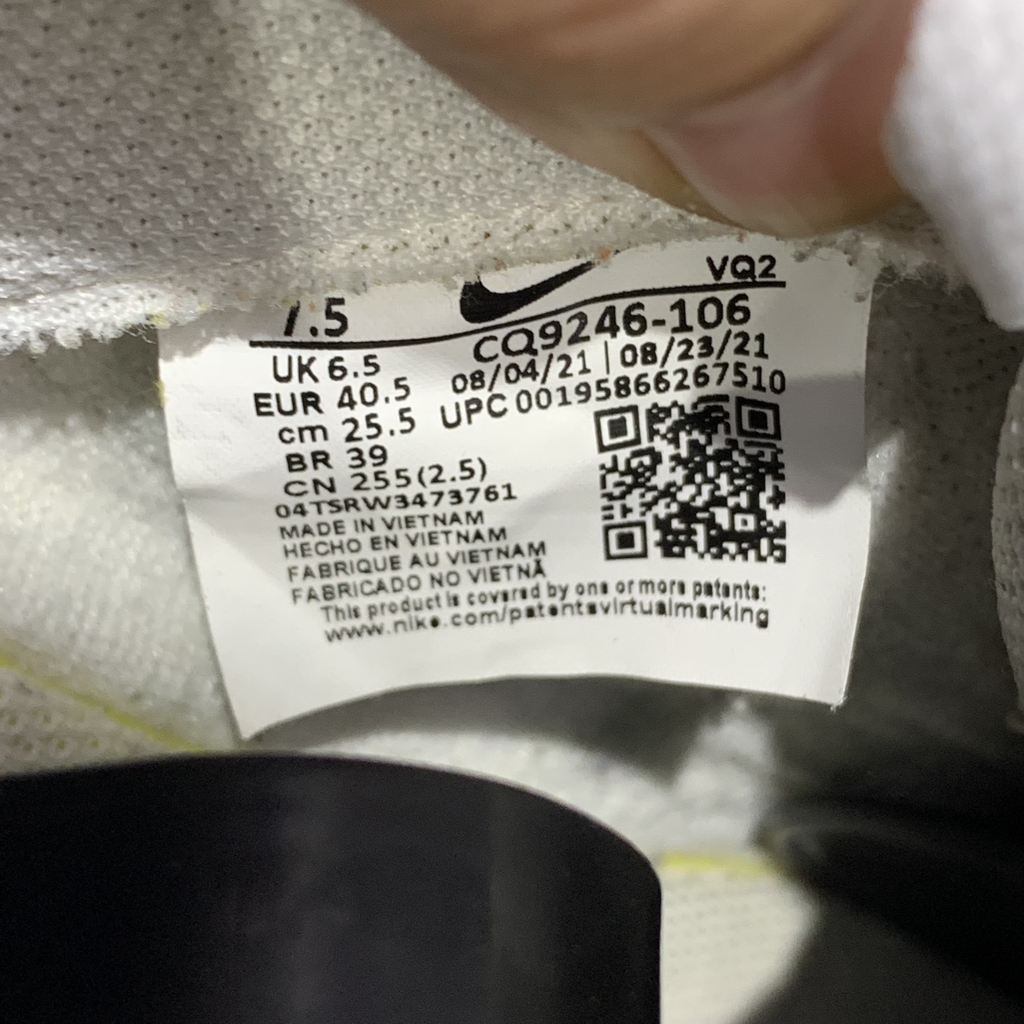 7.5
VQ2
CQ9246-106
UK 6.5
08/04/21 | 08/23/21
EUR 40.5
UPC 00195866267510
cm 25.5
BR 39
CN 255(2.5)
04TSRW3473761
MADE IN VIETNAM
HECHO EN VIETNAM
FABRIQUE AU VIETNAM
FABRICADO NO VIETNÃ
This product is covered by one or more patents:
www.nike.com/patentsvirtualmarking